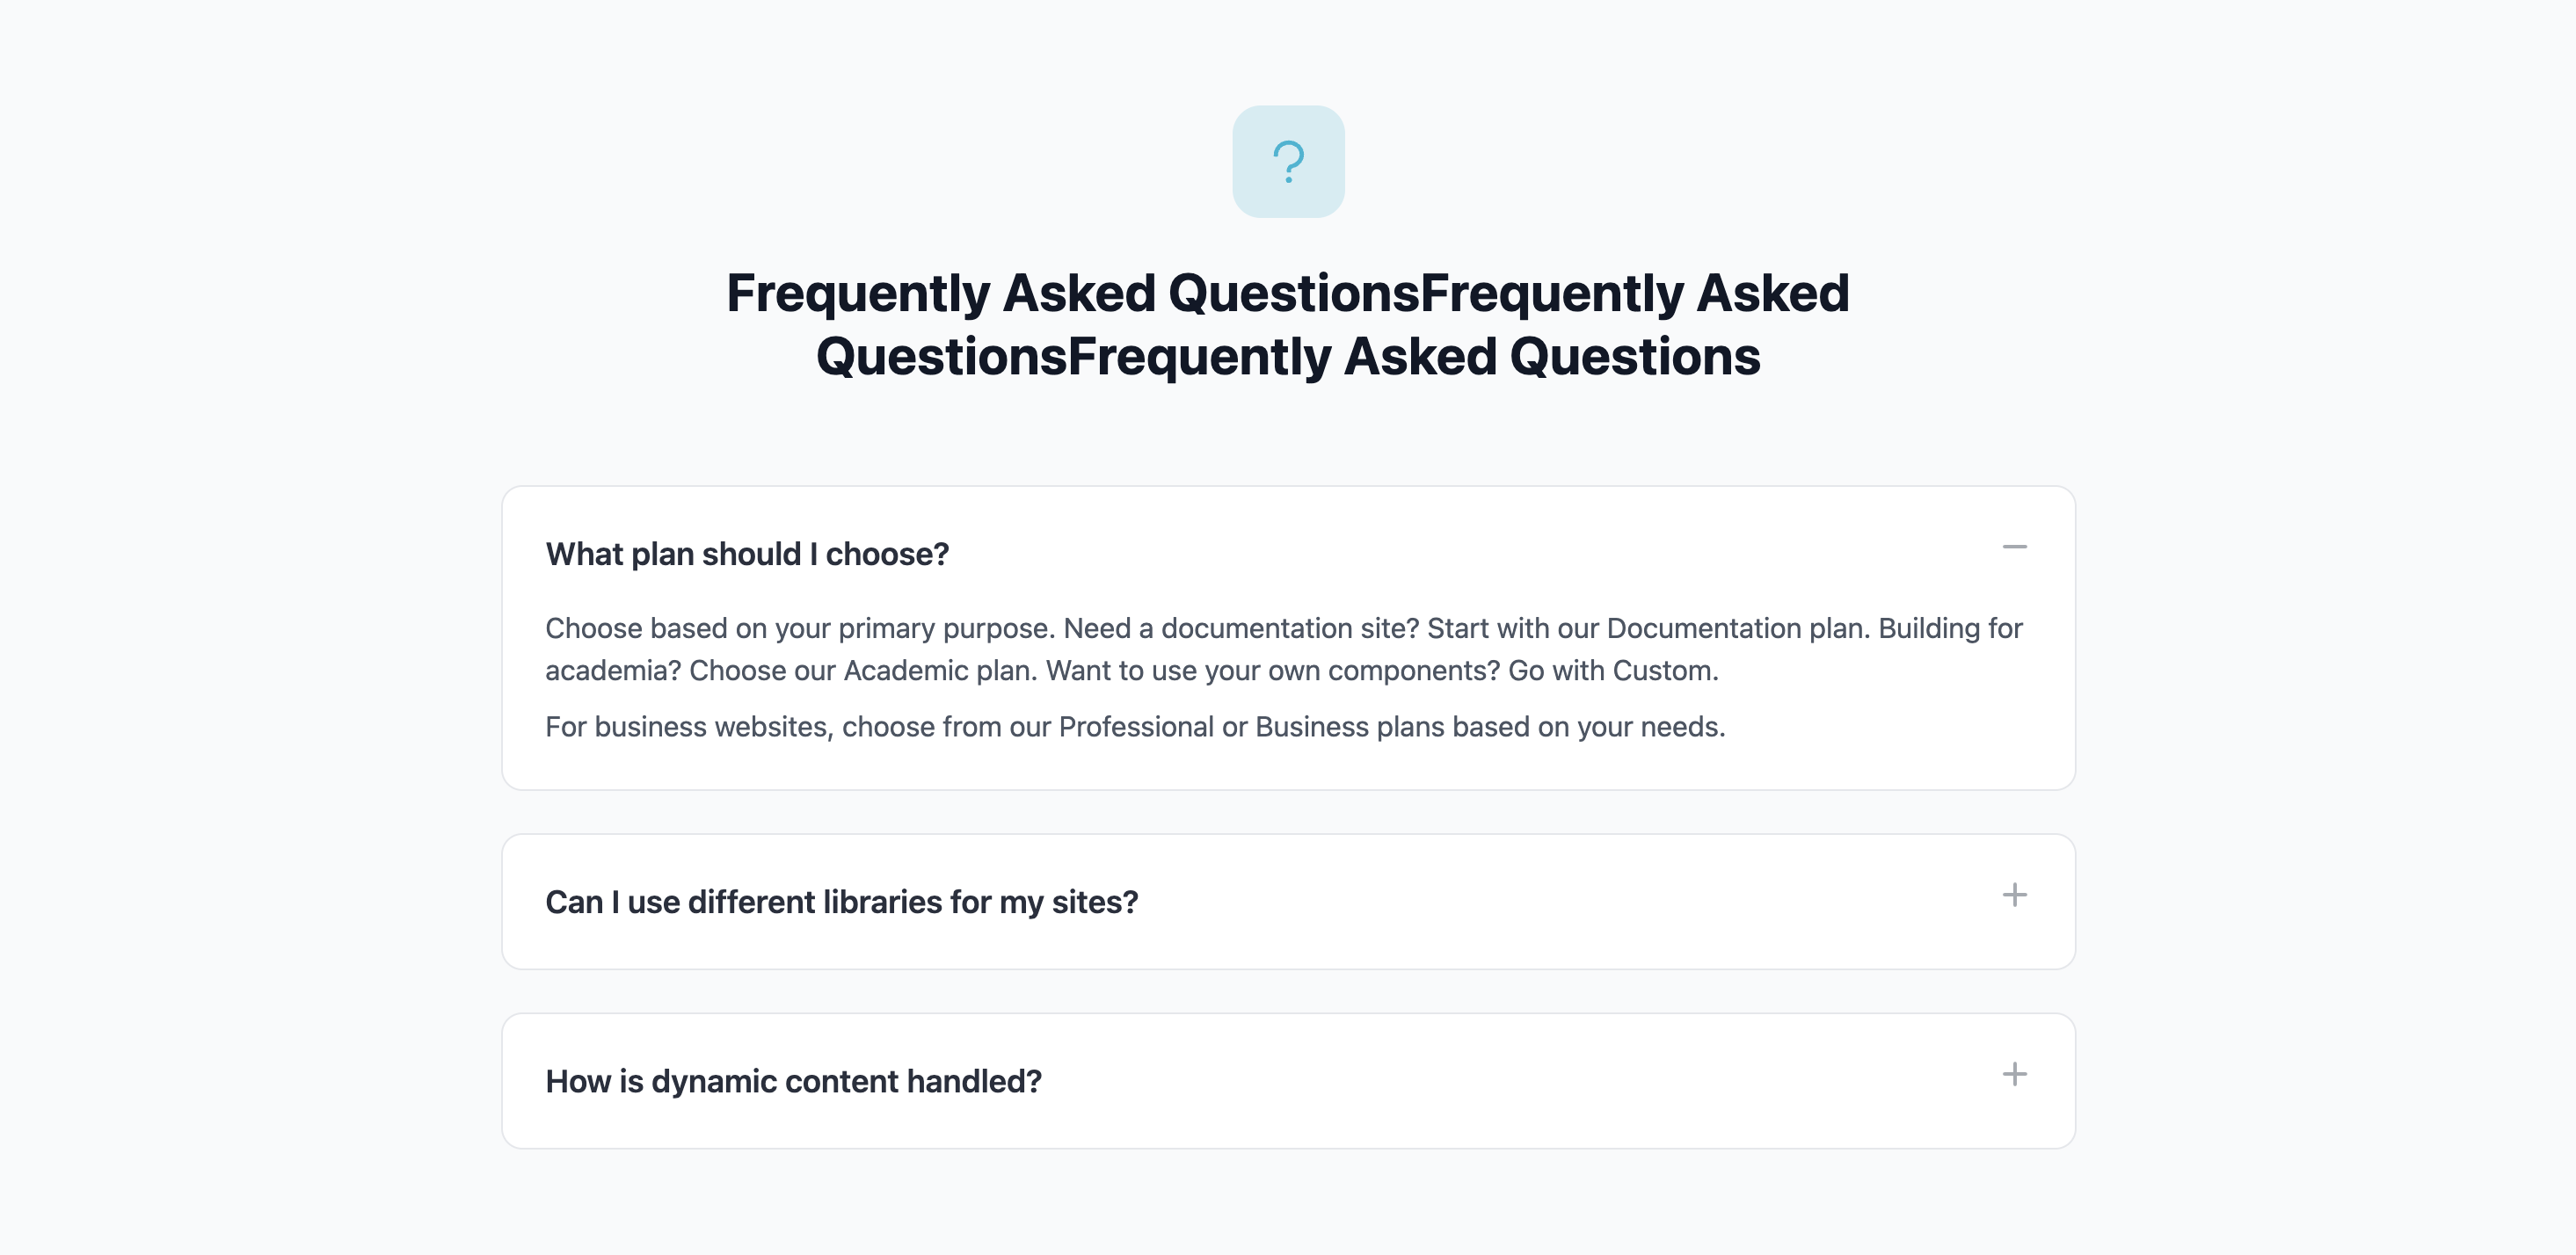 ?
Frequently Asked QuestionsFrequently Asked
QuestionsFrequently Asked Questions
What plan should I choose?
Choose based on your primary purpose. Need a documentation site? Start with our Documentation plan. Building for
academia? Choose our Academic plan. Want to use your own components? Go with Custom.
For business websites, choose from our Professional or Business plans based on your needs.
Can I use different libraries for my sites?
How is dynamic content handled?